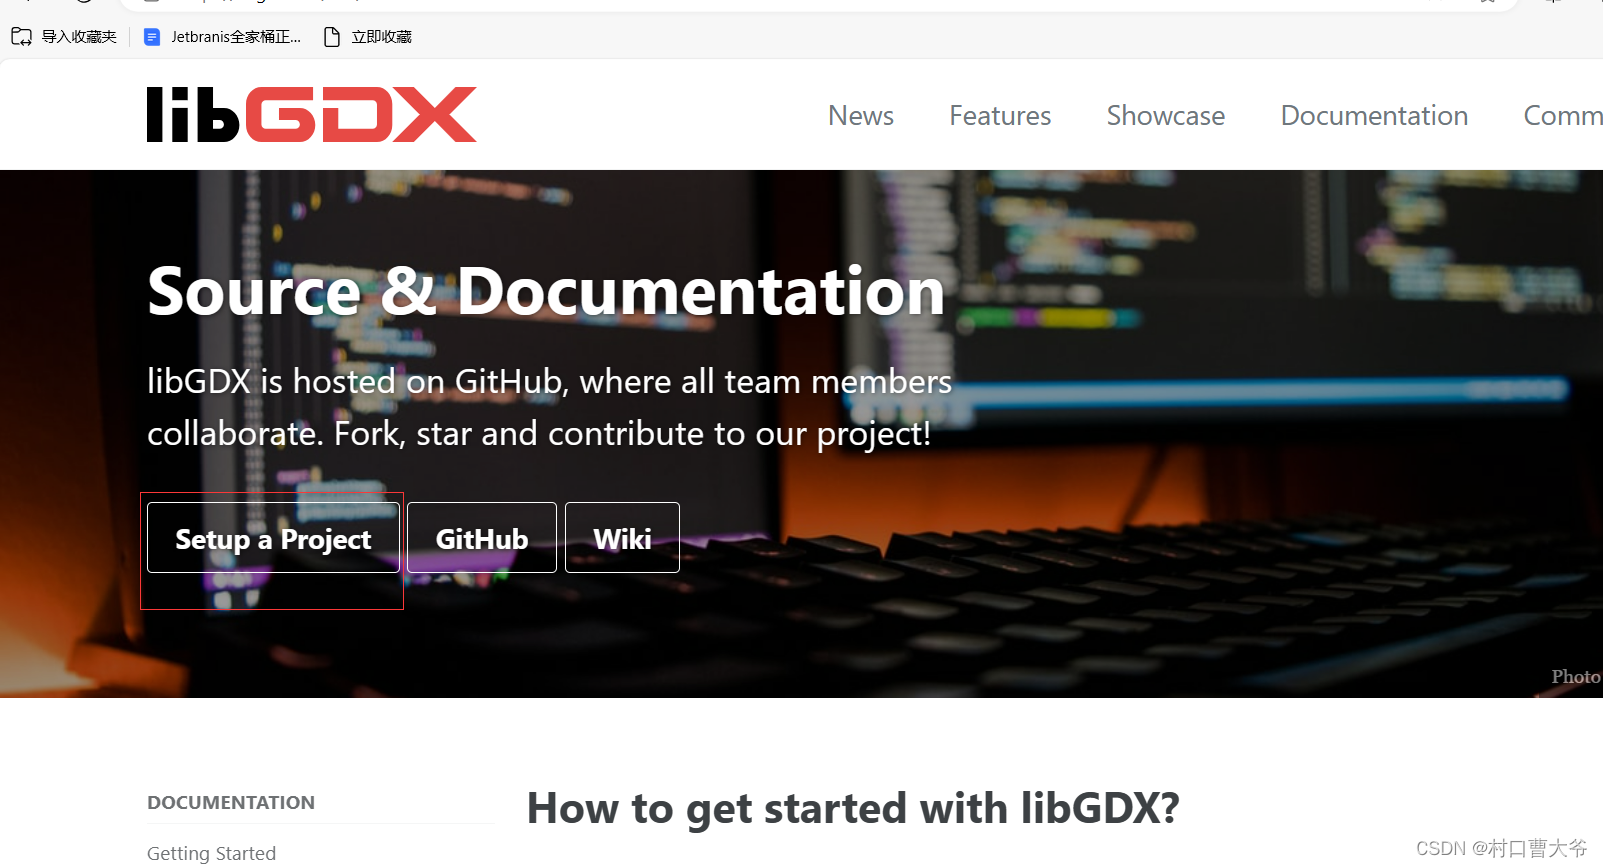 导入收藏夹 Jetbranis全家桶正... 立即收藏
libGDX News Features Showcase Documentation Comm
Source & Documentation
libGDX is hosted on GitHub, where all team members
collaborate. Fork, star and contribute to our project!
Setup a Project GitHub Wiki
Photo
DOCUMENTATION
How to get started with libGDX?
Getting Started
CSDN @村口曹大爷